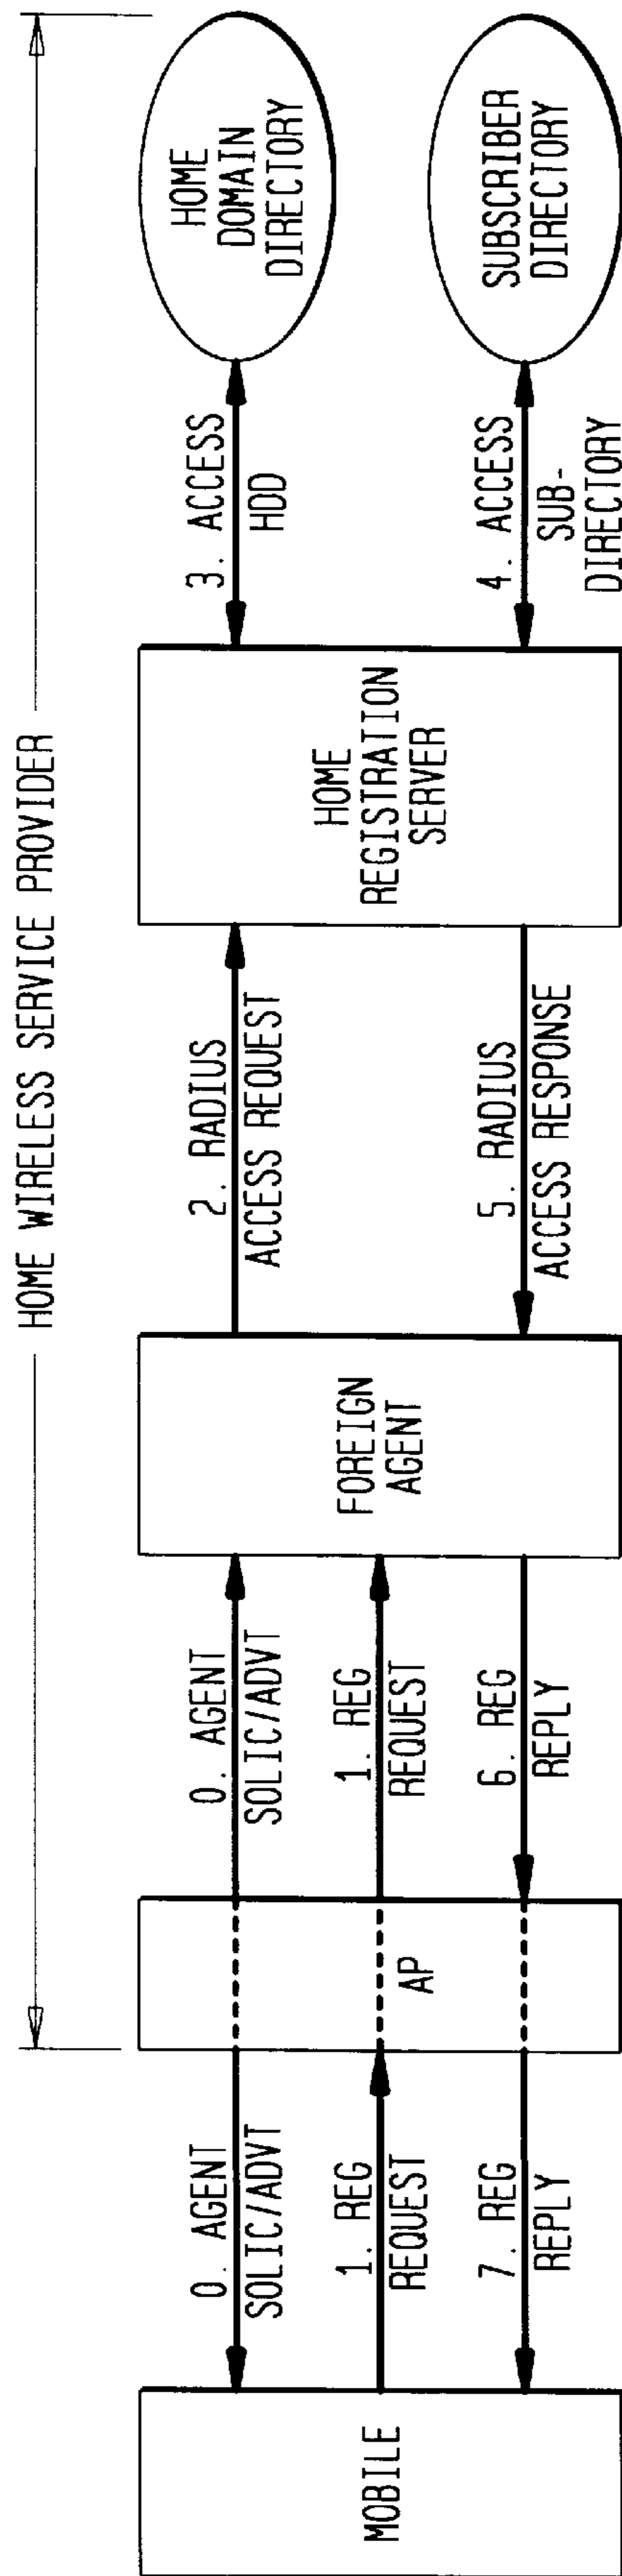 HOME WIRELESS SERVICE PROVIDER
MOBILE
0. AGENT
SOLIC/ADVT
1. REG
REQUEST
7. REG
REPLY
AP
0. AGENT
SOLIC/ADVT
1. REG
REQUEST
6. REG
REPLY
FOREIGN
AGENT
2. RADIUS
ACCESS REQUEST
5. RADIUS
ACCESS RESPONSE
HOME
REGISTRATION
SERVER
3. ACCESS
HDD
4. ACCESS
SUB-
DIRECTORY
HOME
DOMAIN
DIRECTORY
SUBSCRIBER
DIRECTORY